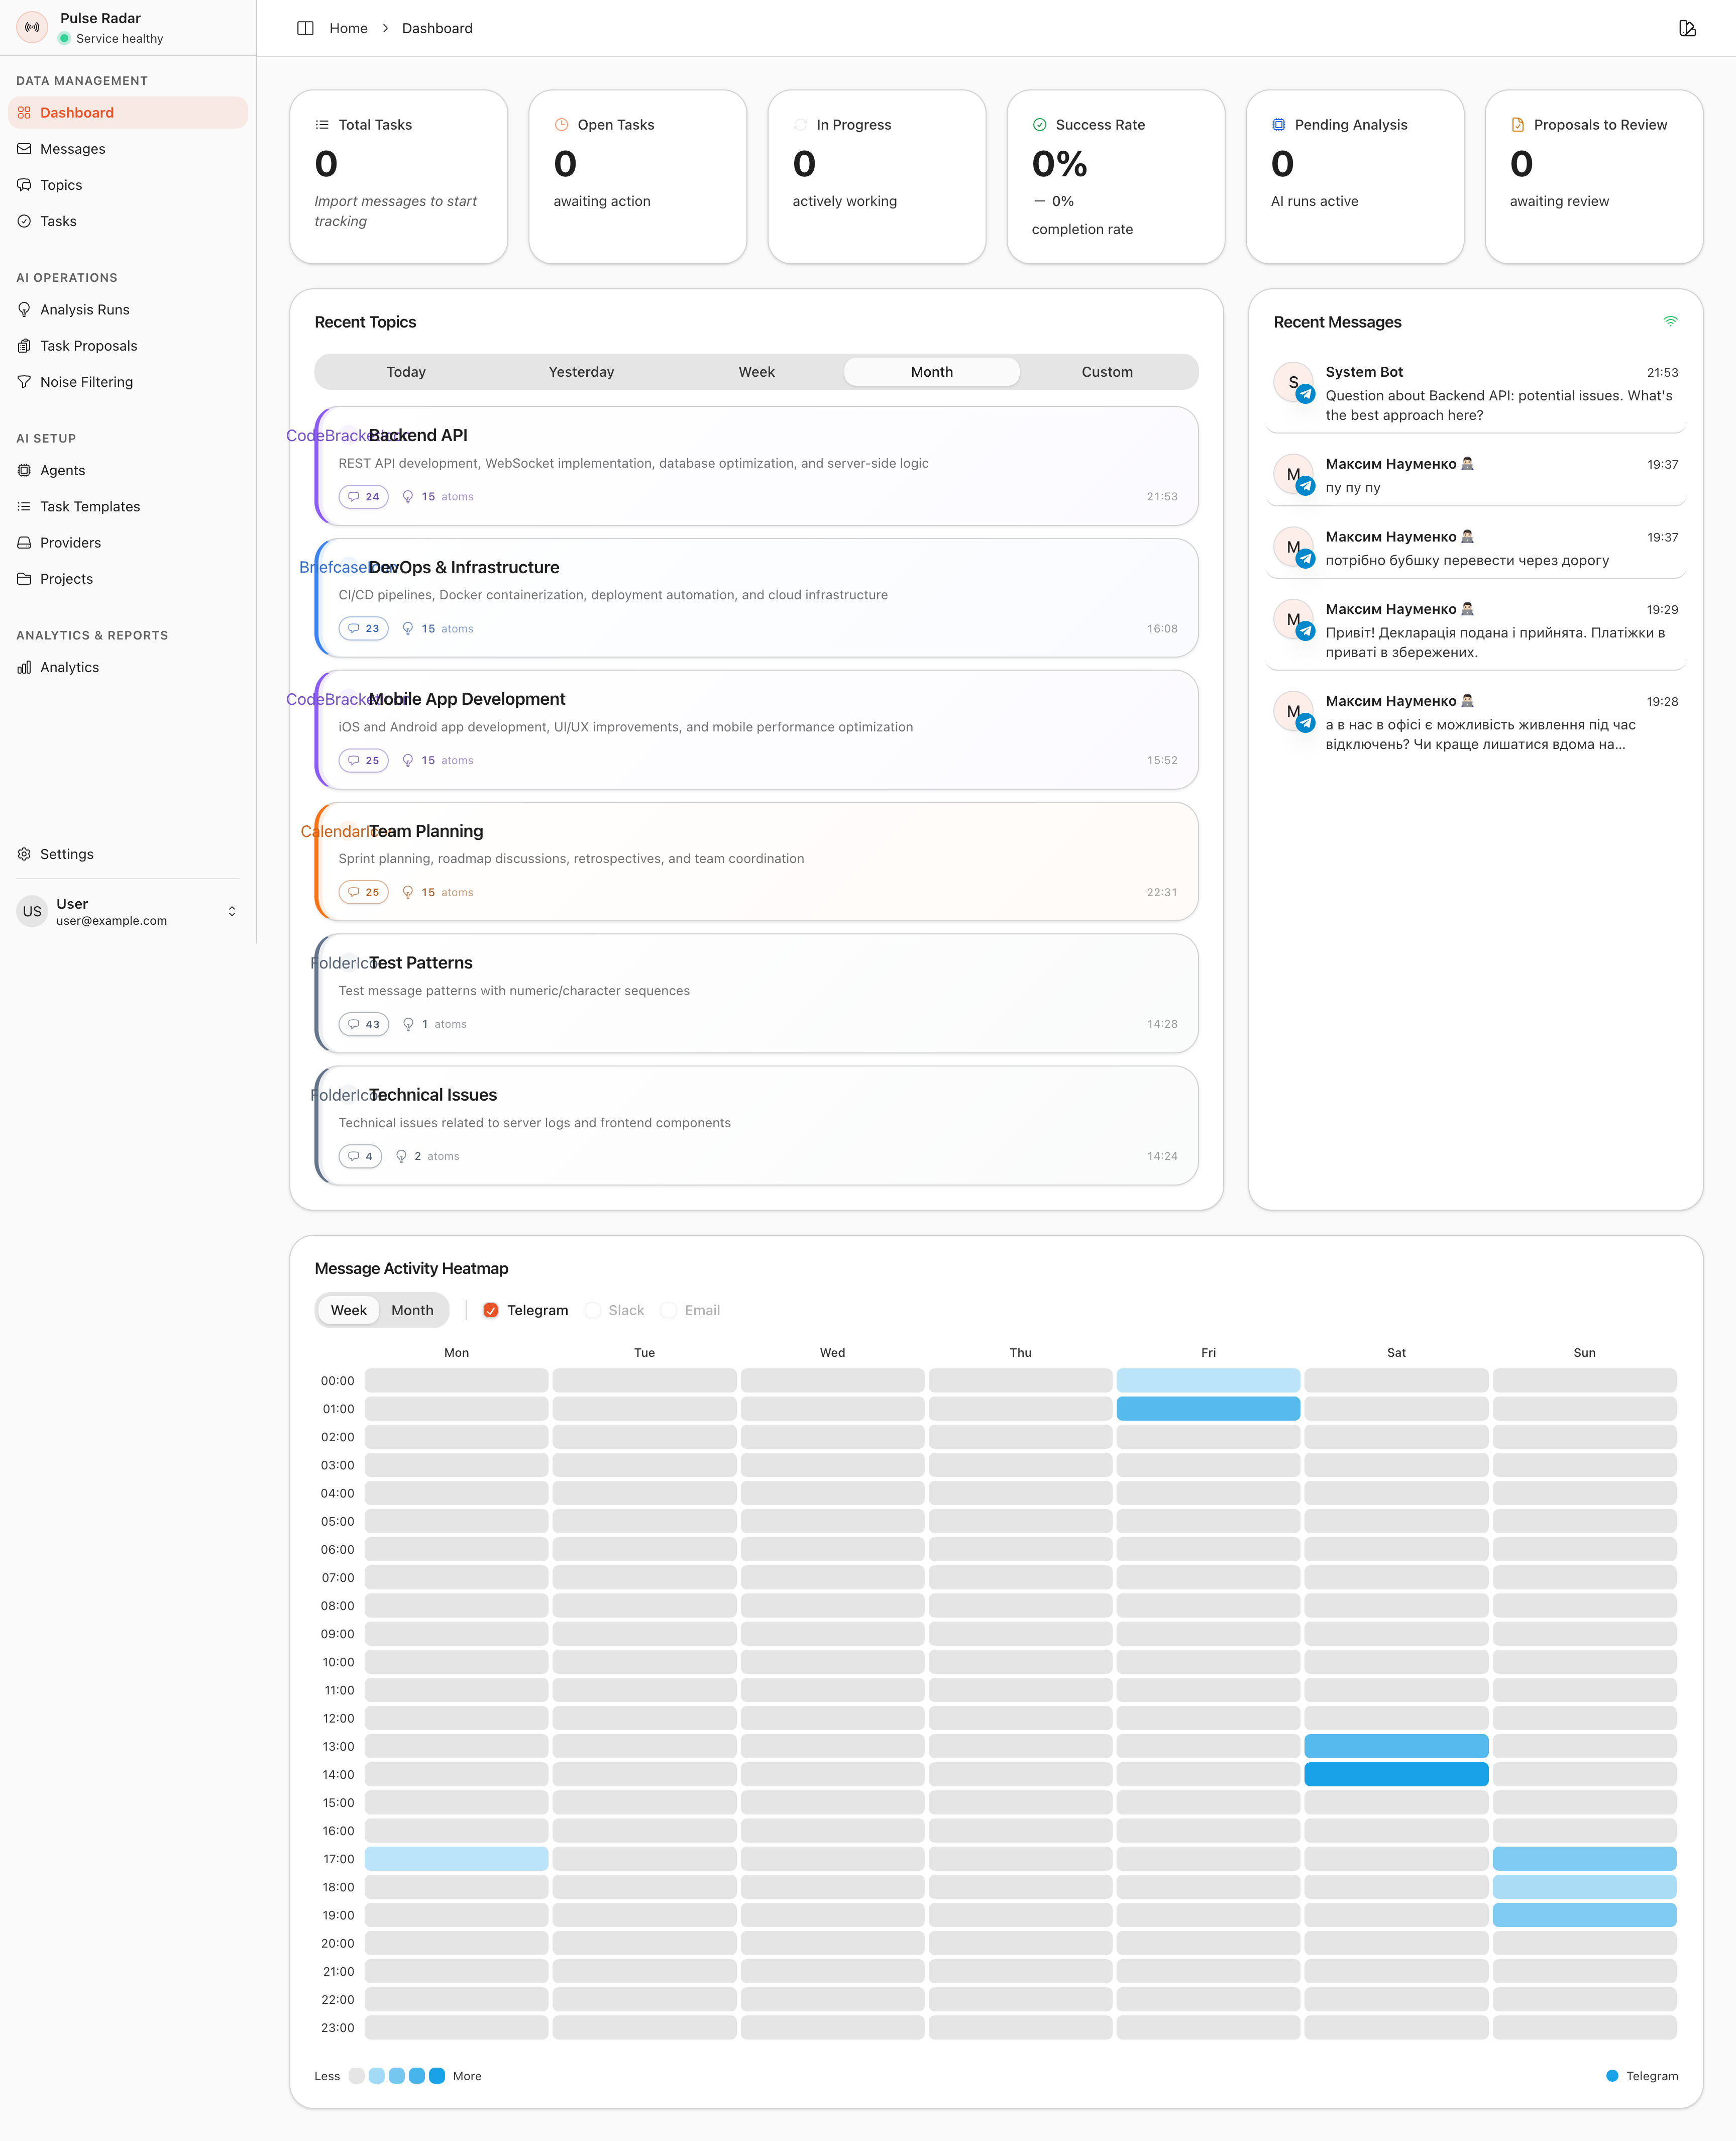 Pulse Radar
Service healthy
DATA MANAGEMENT
Dashboard
Messages
Topics
Tasks
AI OPERATIONS
Analysis Runs
Task Proposals
Noise Filtering
AI SETUP
Agents
Task Templates
Providers
Projects
ANALYTICS & REPORTS
Analytics
Settings
US
User
user@example.com
Home > Dashboard
Total Tasks
0
Import messages to start
tracking
Open Tasks
0
awaiting action
In Progress
0
actively working
Success Rate
0%
— 0%
completion rate
Pending Analysis
0
AI runs active
Proposals to Review
0
awaiting review
Recent Topics
Today Yesterday Week Month Custom
Backend API
REST API development, WebSocket implementation, database optimization, and server-side logic
24 15 atoms 21:53
DevOps & Infrastructure
CI/CD pipelines, Docker containerization, deployment automation, and cloud infrastructure
23 15 atoms 16:08
Mobile App Development
iOS and Android app development, UI/UX improvements, and mobile performance optimization
25 15 atoms 15:52
Team Planning
Sprint planning, roadmap discussions, retrospectives, and team coordination
25 15 atoms 22:31
Test Patterns
Test message patterns with numeric/character sequences
43 1 atoms 14:28
Technical Issues
Technical issues related to server logs and frontend components
4 2 atoms 14:24
Recent Messages
S
System Bot 21:53
Question about Backend API: potential issues. What's
the best approach here?
M
Максим Науменко 19:37
пу пу пу
M
Максим Науменко 19:37
потрібно бубшку перевести через дорогу
M
Максим Науменко 19:29
Привіт! Декларація подана і прийнята. Платіжки в
приваті в збережених.
M
Максим Науменко 19:28
а в нас в офісі є можливість живлення під час
відключень? Чи краще лишатися вдома на...
Message Activity Heatmap
Week Month Telegram Slack Email
Mon Tue Wed Thu Fri Sat Sun
00:00
01:00
02:00
03:00
04:00
05:00
06:00
07:00
08:00
09:00
10:00
11:00
12:00
13:00
14:00
15:00
16:00
17:00
18:00
19:00
20:00
21:00
22:00
23:00
Less More
Telegram